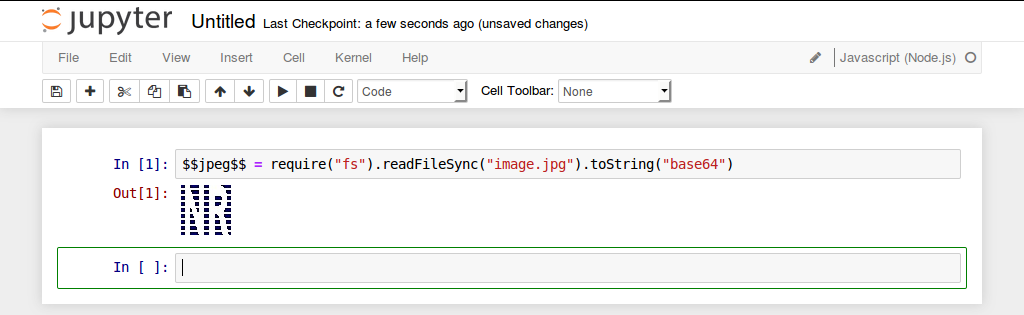 jupyter Untitled Last Checkpoint: a few seconds ago (unsaved changes)
File Edit View Insert Cell Kernel Help Javascript (Node.js)
Code Cell Toolbar: None
In [1]: $$jpeg$$ = require("fs").readFileSync("image.jpg").toString("base64")
Out[1]: NR
In [ ]: